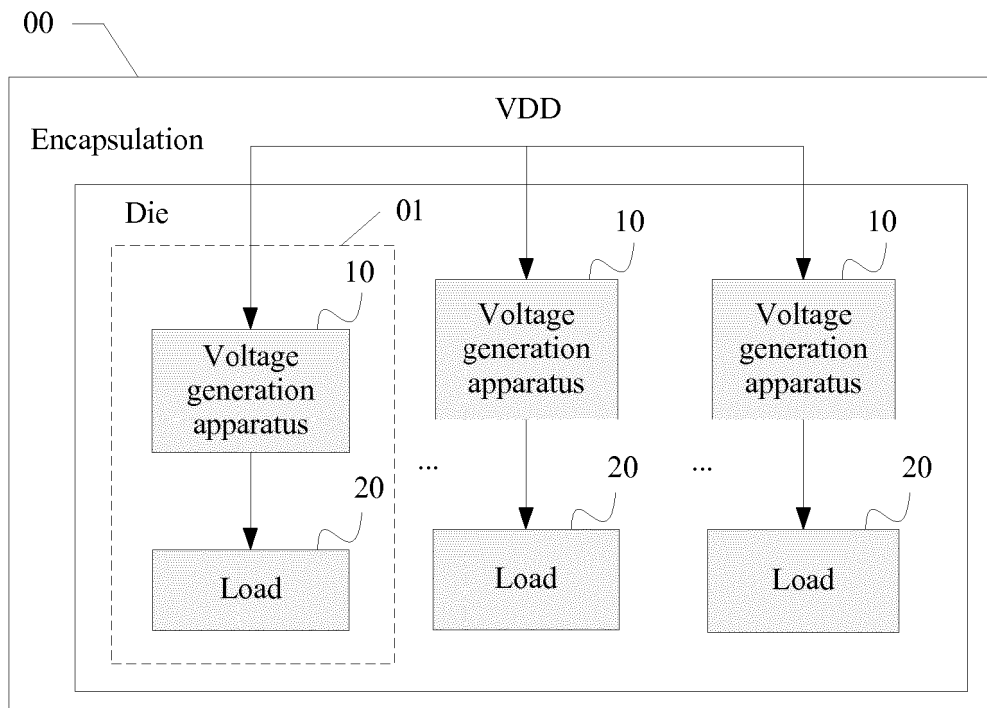 00
VDD
Encapsulation
Die
01
10
10
10
Voltage
generation
apparatus
Voltage
generation
apparatus
Voltage
generation
apparatus
...
...
20
20
20
Load
Load
Load